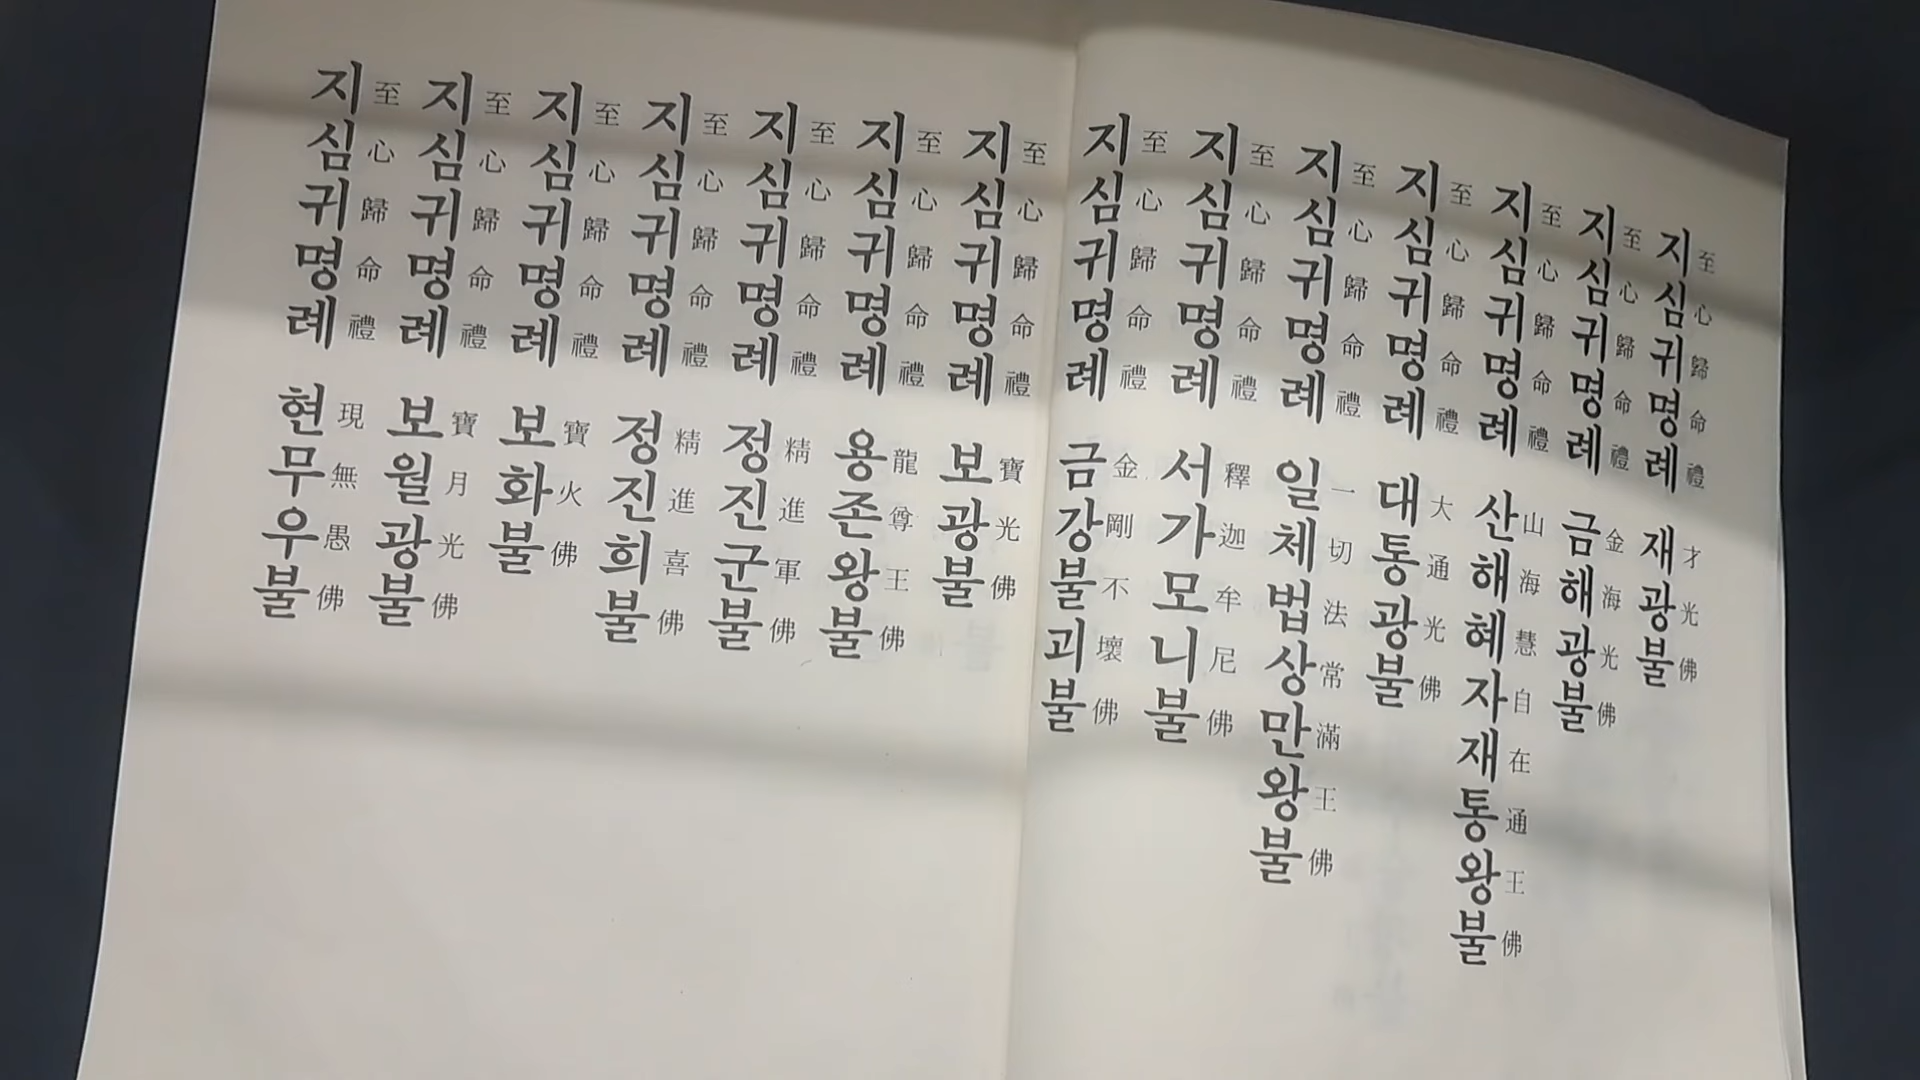 지심귀명례 재광불
至心歸命禮 才光佛
지심귀명례 금해광불
至心歸命禮 金海光佛
지심귀명례 산해혜자재통왕불
至心歸命禮 山海慧自在通王佛
지심귀명례 대통광불
至心歸命禮 大通光佛
지심귀명례 일체법상만왕불
至心歸命禮 一切法常滿王佛
지심귀명례 서가모니불
至心歸命禮 釋迦牟尼佛
지심귀명례 금강불괴불
至心歸命禮 金剛不壞佛
지심귀명례 보광불
至心歸命禮 寶光佛
지심귀명례 용존왕불
至心歸命禮 龍尊王佛
지심귀명례 정진군불
至心歸命禮 精進軍佛
지심귀명례 정진희불
至心歸命禮 精進喜佛
지심귀명례 보화불
至心歸命禮 寶火佛
지심귀명례 보월광불
至心歸命禮 寶月光佛
지심귀명례 현무우불
至心歸命禮 現無愚佛